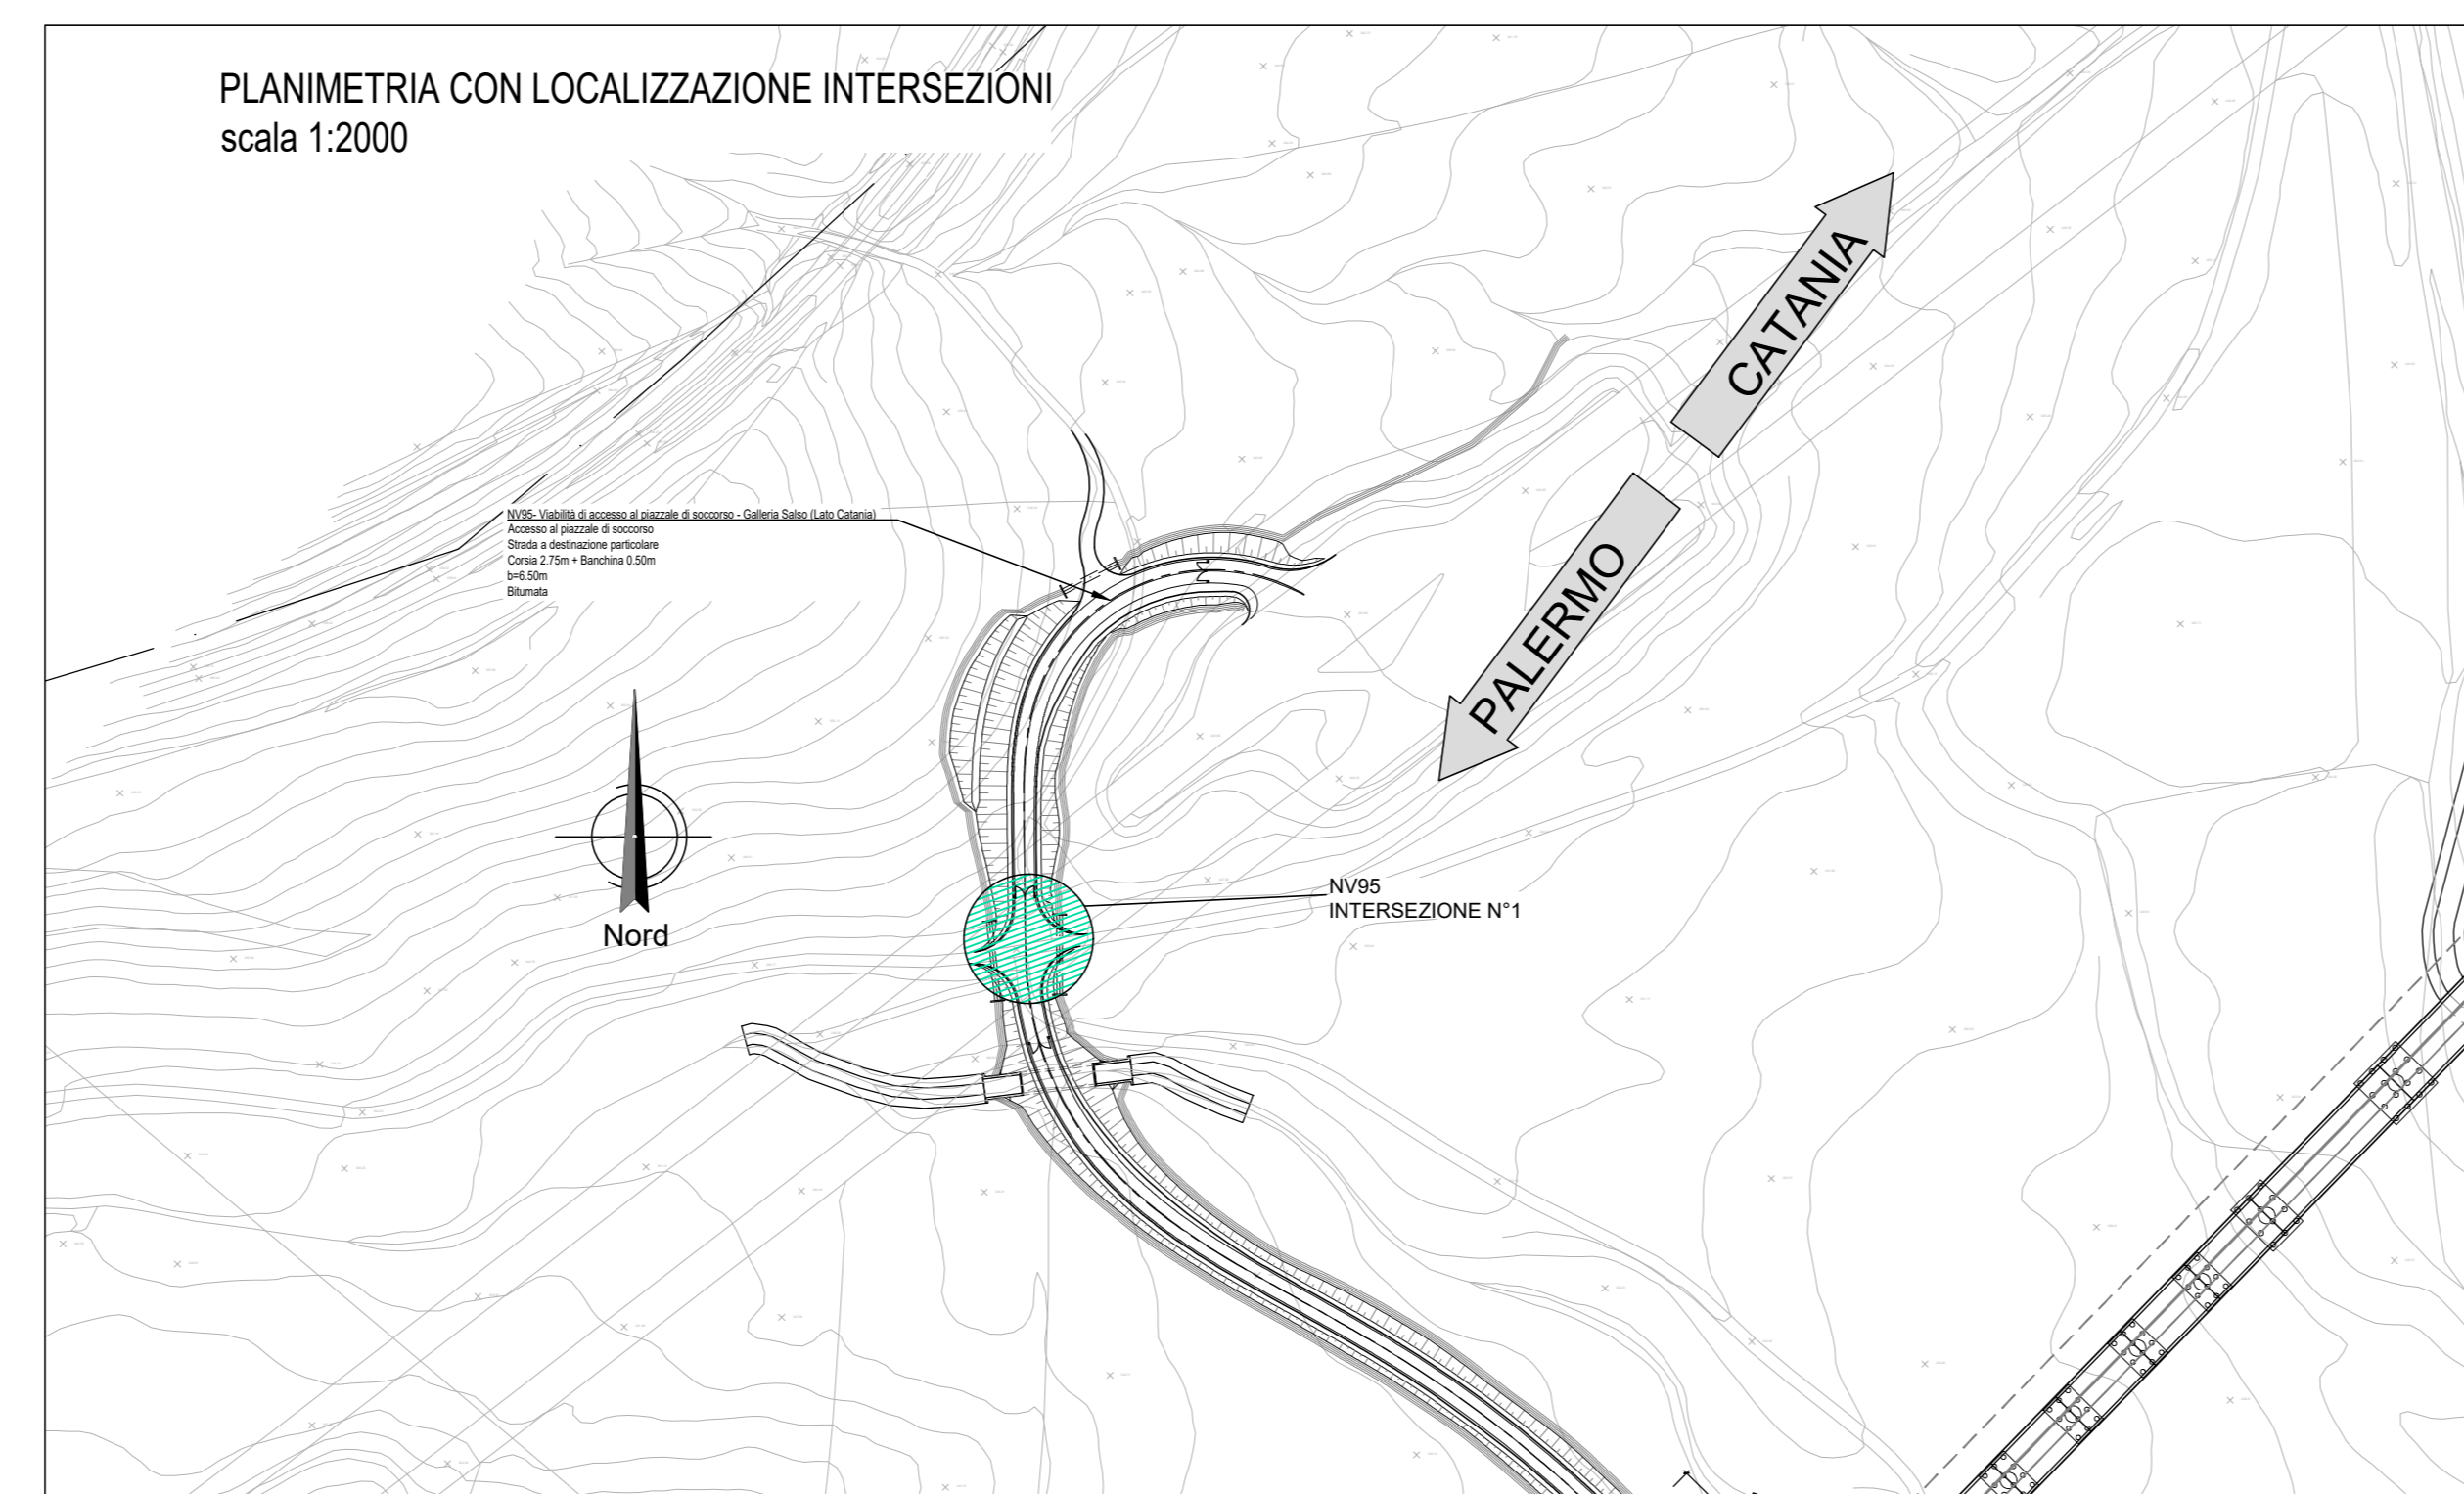 PLANIMETRIA CON LOCALIZZAZIONE INTERSEZIONI
scala 1:2000
CATANIA
PALERMO
NV95- Viabilità di accesso al piazzale di soccorso - Galleria Salso (Lato Catania)
Accesso al piazzale di soccorso
Strada a destinazione particolare
Corsia 2.75m + Banchina 0.50m
b=6.50m
Bitumata
Nord
NV95
INTERSEZIONE N°1